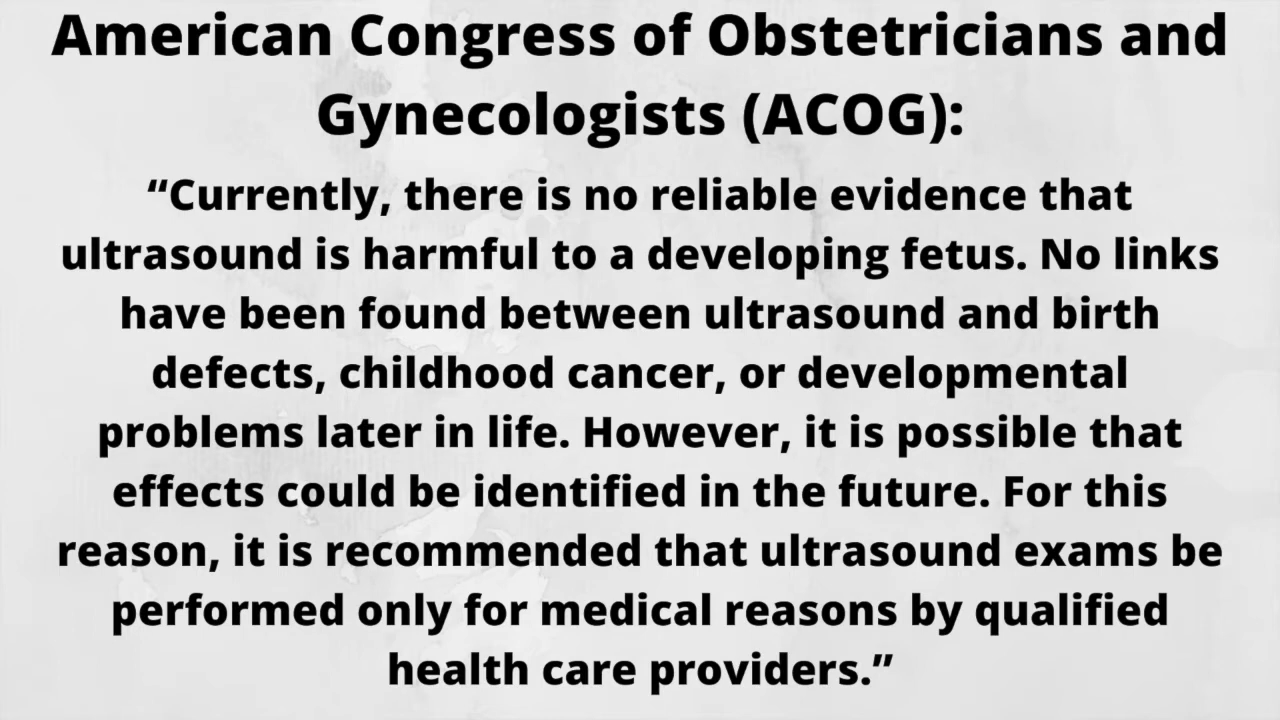 American Congress of Obstetricians and
Gynecologists (ACOG):
“Currently, there is no reliable evidence that
ultrasound is harmful to a developing fetus. No links
have been found between ultrasound and birth
defects, childhood cancer, or developmental
problems later in life. However, it is possible that
effects could be identified in the future. For this
reason, it is recommended that ultrasound exams be
performed only for medical reasons by qualified
health care providers.”